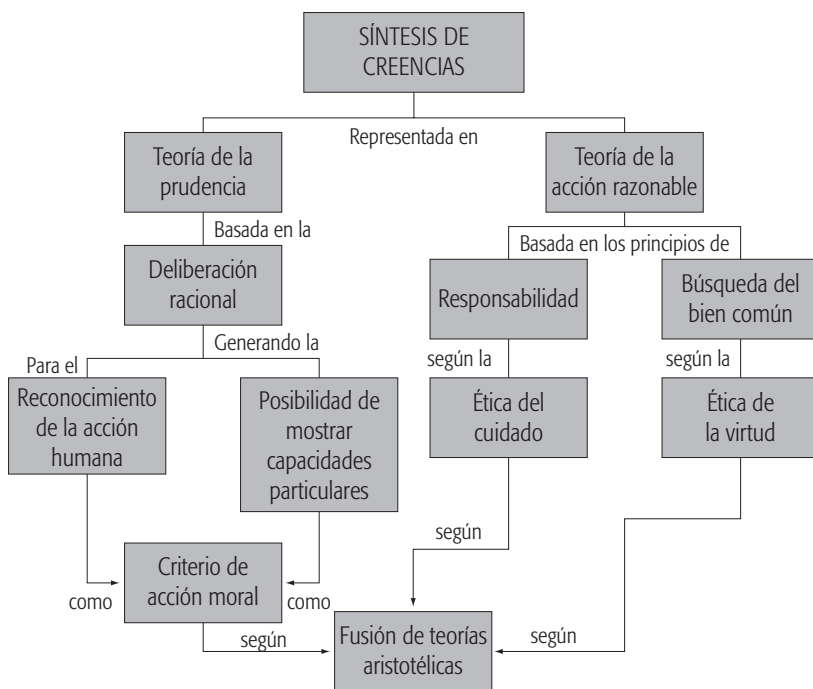 SÍNTESIS DE
CREENCIAS
Representada en
Teoría de la
prudencia
Teoría de la
acción razonable
Basada en la
Basada en los principios de
Deliberación
racional
Responsabilidad
Búsqueda del
bien común
Generando la
Para el
según la
según la
Reconocimiento
de la acción
humana
Posibilidad de
mostrar
capacidades
particulares
Ética del
cuidado
Ética de
la virtud
según
Criterio de
acción moral
como
como
según
Fusión de teorías
aristotélicas
según